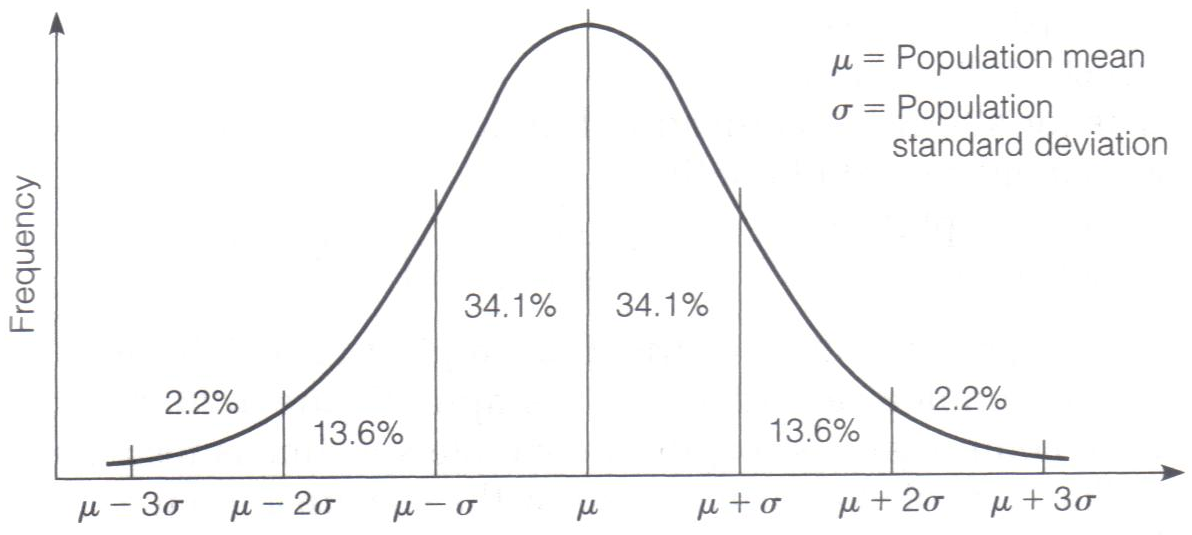 μ = Population mean
σ = Population
standard deviation
Frequency
34.1%
34.1%
2.2%
2.2%
13.6%
13.6%
μ − 3σ
μ − 2σ
μ − σ
μ
μ + σ
μ + 2σ
μ + 3σ